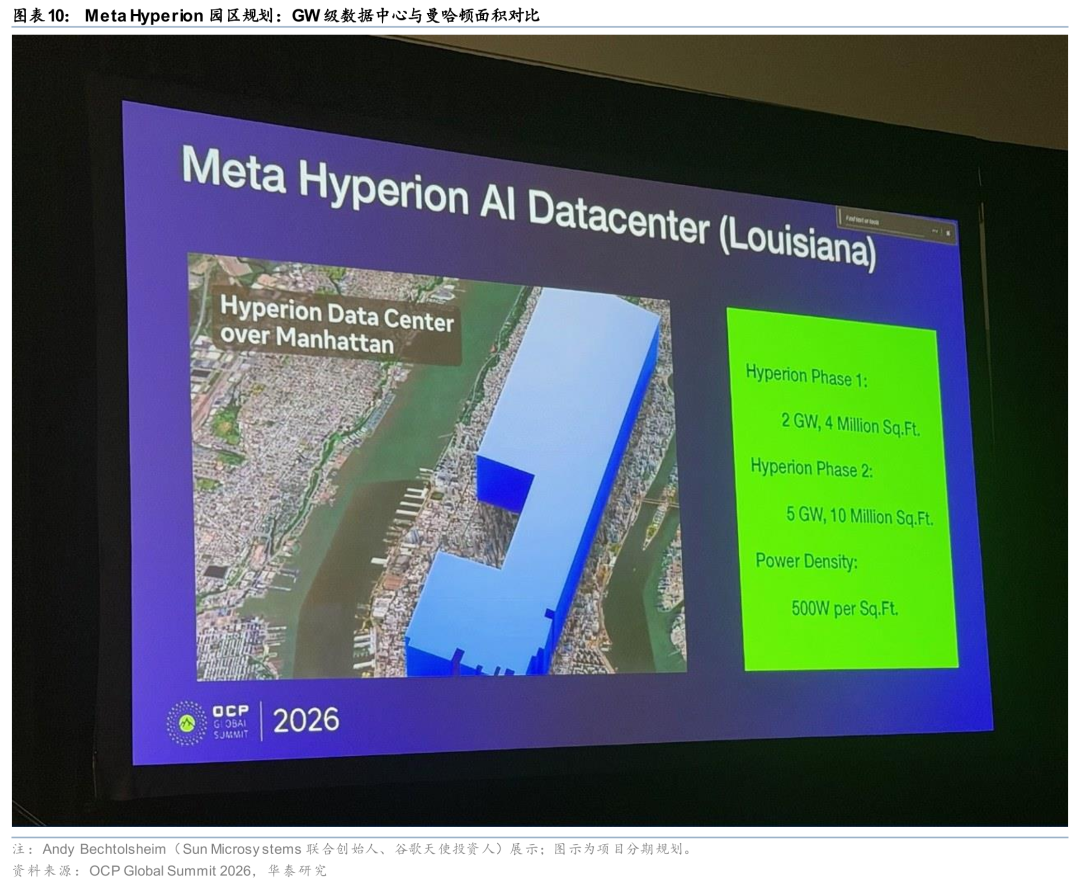 图表10： Meta Hyperion 园区规划：GW 级数据中心与曼哈顿面积对比
Meta Hyperion AI Datacenter (Louisiana)
Hyperion Data Center
over Manhattan
Hyperion Phase 1:
2 GW, 4 Million Sq.Ft.
Hyperion Phase 2:
5 GW, 10 Million Sq.Ft.
Power Density:
500W per Sq.Ft.
OCP
GLOBAL
SUMMIT
2026
注：Andy Bechtolsheim（Sun Microsystems 联合创始人、谷歌天使投资人）展示；图示为项目分期规划。
资料来源：OCP Global Summit 2026，华泰研究